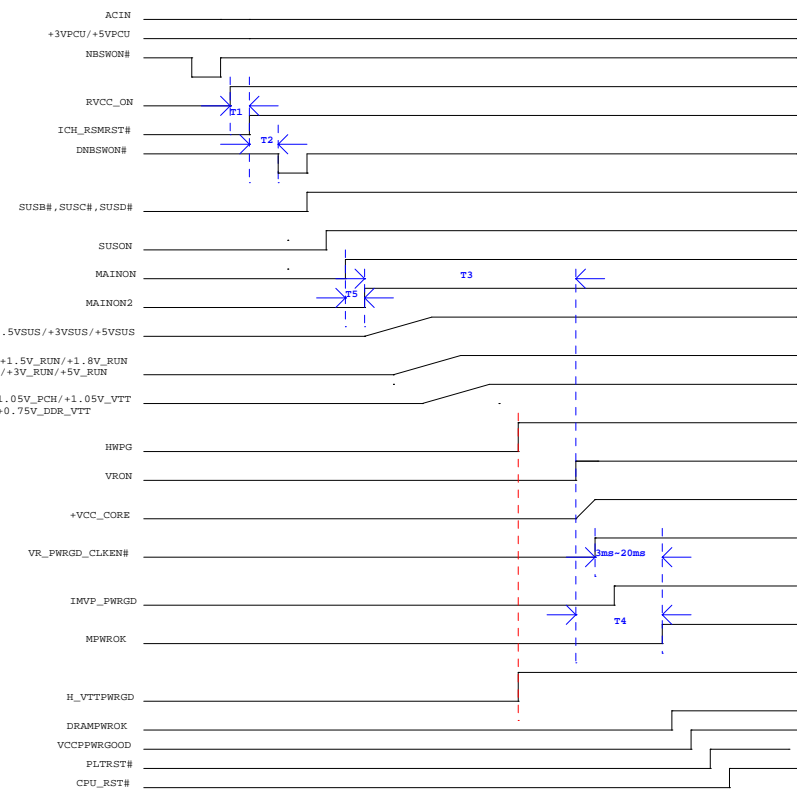 ACIN
+3VPCU/+5VPCU
NBSWON#
RVCC_ON
T1
ICH_RSMRST#
T2
DNBSWON#
SUSB#,SUSC#,SUSD#
SUSON
MAINON
T3
T5
MAINON2
.5VSUS/+3VSUS/+5VSUS
+1.5V_RUN/+1.8V_RUN
/+3V_RUN/+5V_RUN
1.05V_PCH/+1.05V_VTT
+0.75V_DDR_VTT
HWPG
VRON
+VCC_CORE
VR_PWRGD_CLKEN#
3ms~20ms
IMVP_PWRGD
T4
MPWROK
H_VTTPWRGD
DRAMPWROK
VCCPPWRGOOD
PLTRST#
CPU_RST#